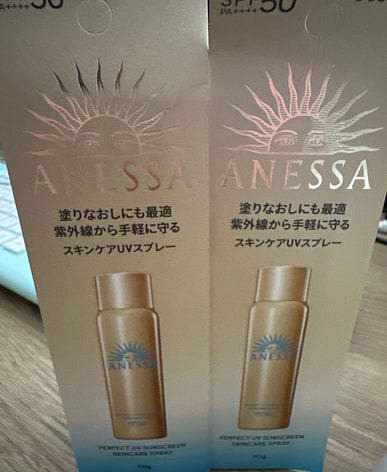 PA++++
ANESSA
塗りなおしにも最適
紫外線から手軽に守る
スキンケアUVスプレー
ANESSA
PERFECT UV SUNSCREEN
SKINCARE SPRAY
SPF50
PA++++
ANESSA
塗りなおしにも最適
紫外線から手軽に守る
スキンケアUVスプレー
ANESSA
PERFECT UV SUNSCREEN
SKINCARE SPRAY